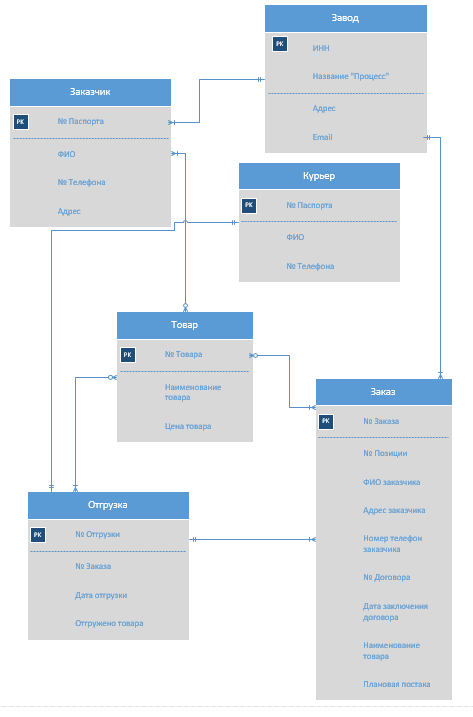 Завод
PK
ИНН
Название "Процесс"
Адрес
Email
Заказчик
PK
№ Паспорта
ФИО
№ Телефона
Адрес
Курьер
PK
№ Паспорта
ФИО
№ Телефона
Товар
PK
№ Товара
Наименование
товара
Цена товара
Заказ
PK
№ Заказа
№ Позиции
ФИО заказчика
Адрес заказчика
Номер телефон
заказчика
№ Договора
Дата заключения
договора
Наименование
товара
Плановая постака
Отгрузка
PK
№ Отгрузки
№ Заказа
Дата отгрузки
Отгружено товара